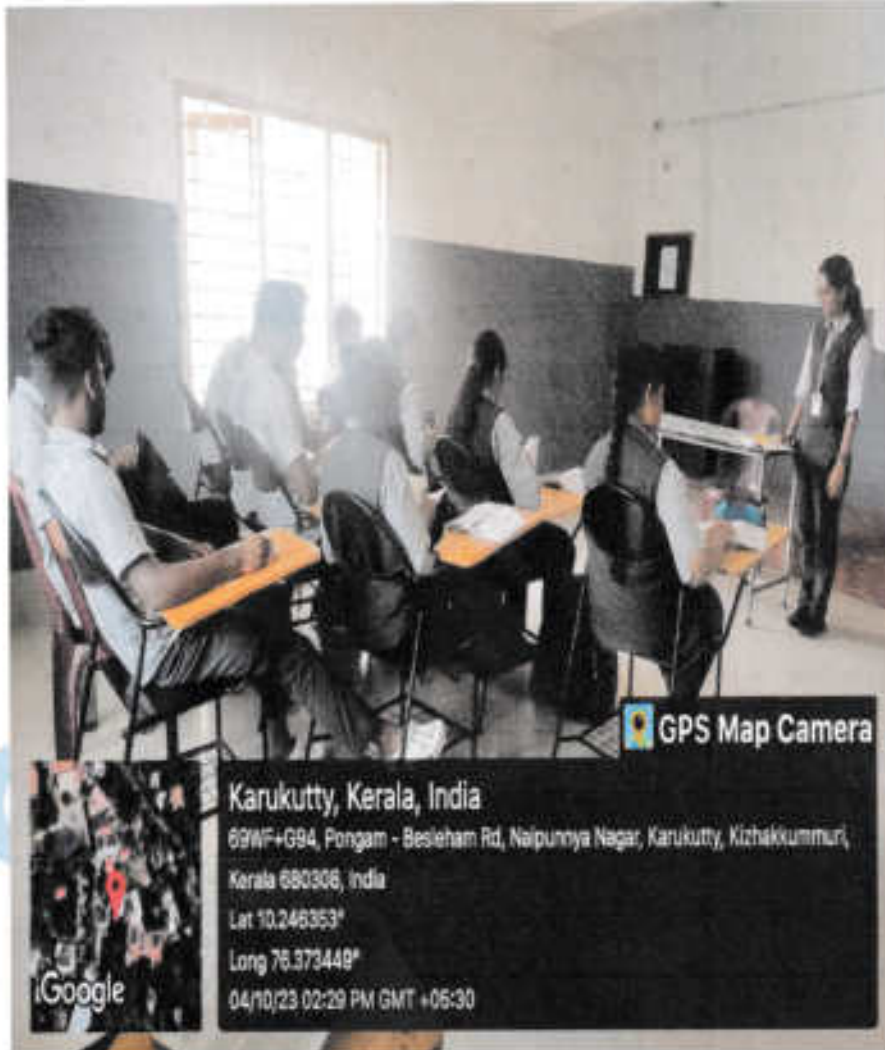 GPS Map Camera
Karukutty, Kerala, India
69WF+G94, Pongam - Besleham Rd, Naipunnya Nagar, Karukutty, Kizhakkummuri,
Kerala 680308, India
Lat 10.246353°
Long 76.373449°
04/10/23 02:29 PM GMT +05:30
Google